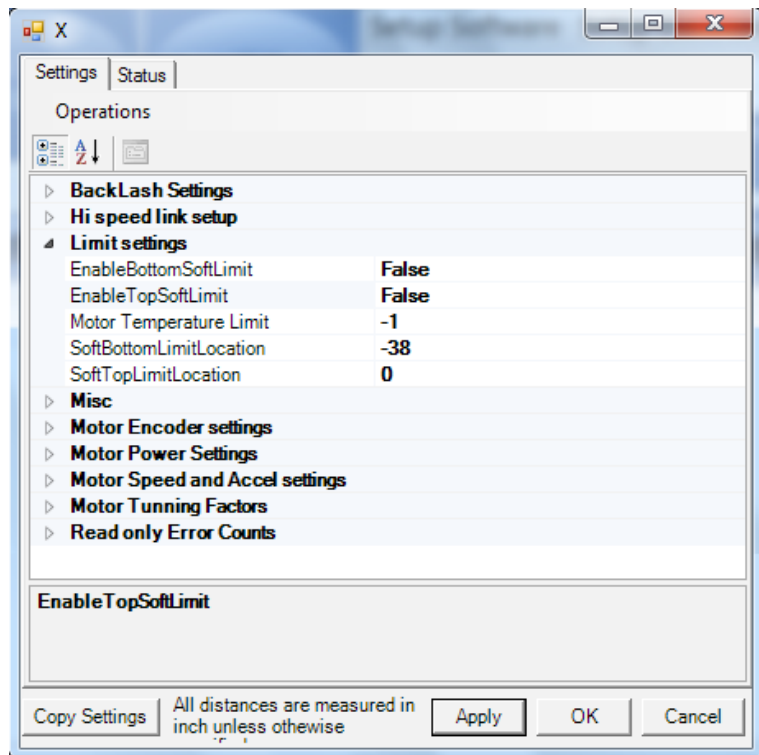 X
Setup Software
Settings Status
Operations
BackLash Settings
Hi speed link setup
Limit settings
EnableBottomSoftLimit False
EnableTopSoftLimit False
Motor Temperature Limit -1
SoftBottomLimitLocation -38
SoftTopLimitLocation 0
Misc
Motor Encoder settings
Motor Power Settings
Motor Speed and Accel settings
Motor Tunning Factors
Read only Error Counts
EnableTopSoftLimit
Copy Settings
All distances are measured in
inch unless othewise
Apply OK Cancel